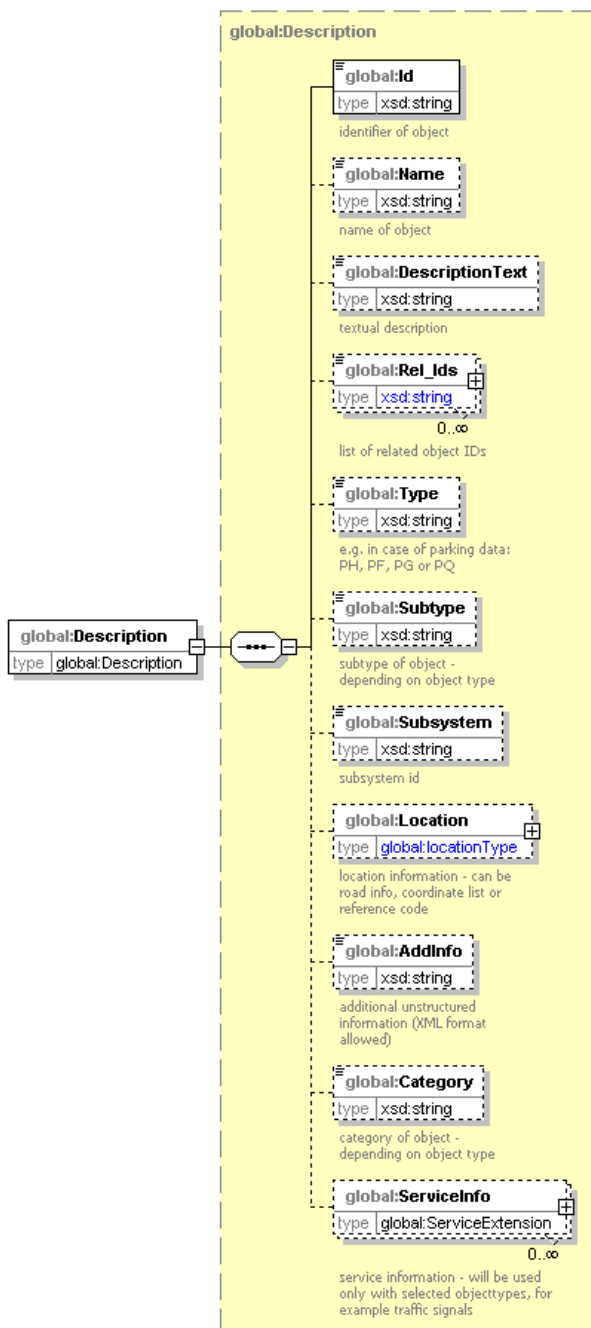 global:Description
global:Id
type xsd:string
identifier of object
global:Name
type xsd:string
name of object
global:DescriptionText
type xsd:string
textual description
global:Rel_Ids
type xsd:string
0..∞
list of related object IDs
global:Type
type xsd:string
e.g. in case of parking data:
PH, PF, PG or PQ
global:Subtype
type xsd:string
subtype of object -
depending on object type
global:Description
type global:Description
global:Subsystem
type xsd:string
subsystem id
global:Location
type global:locationType
location information - can be
road info, coordinate list or
reference code
global:AddInfo
type xsd:string
additional unstructured
information (XML format
allowed)
global:Category
type xsd:string
category of object -
depending on object type
global:ServiceInfo
type global:ServiceExtension
0..∞
service information - will be used
only with selected objecttypes, for
example traffic signals